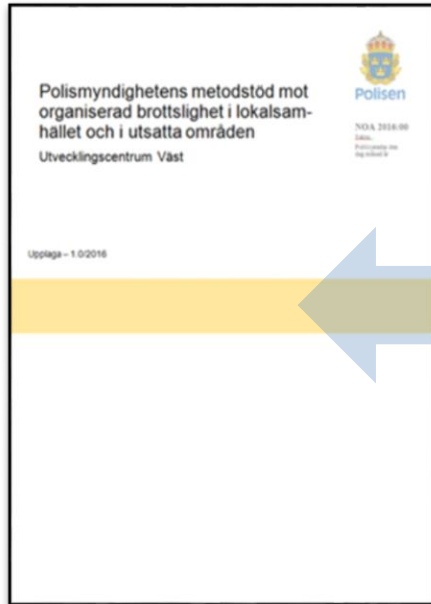 Polisen
Polismyndighetens metodstöd mot
organiserad brottslighet i lokalsam-
hället och i utsatta områden
Utvecklingscentrum Väst
NOA 2016:00
Upplaga – 1.0/2016